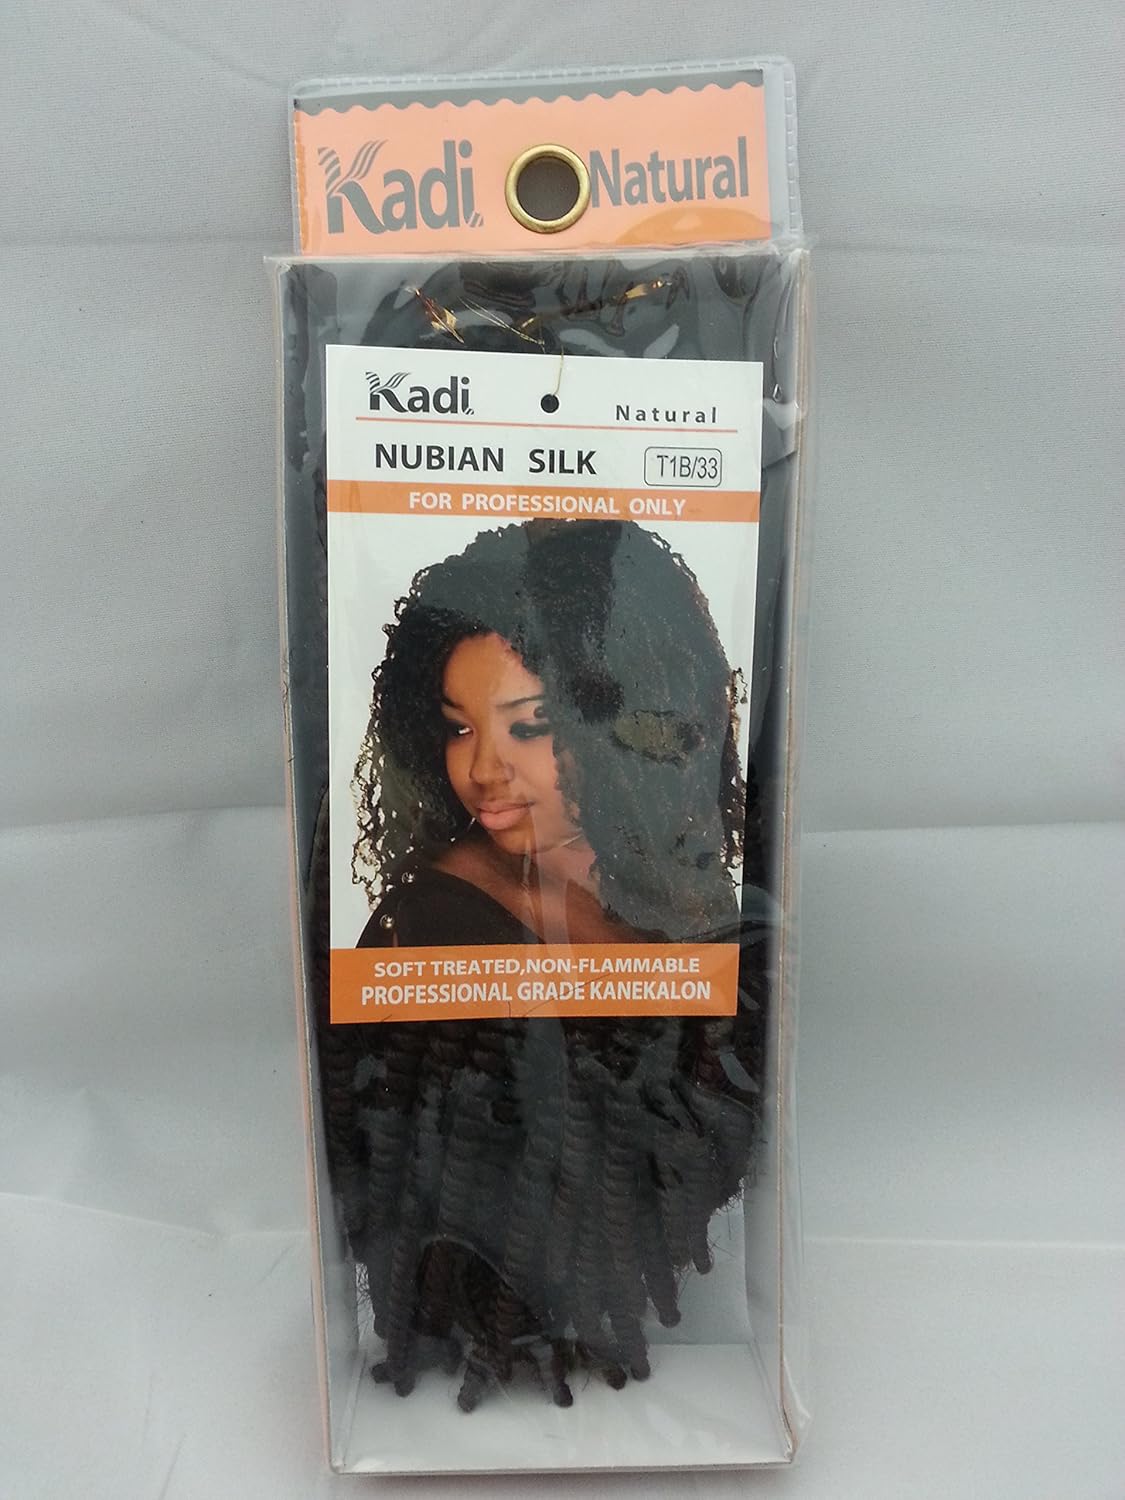 Kadi Natural
Kadi
Natural
NUBIAN SILK T1B/33
FOR PROFESSIONAL ONLY
SOFT TREATED,NON-FLAMMABLE
PROFESSIONAL GRADE KANEKALON